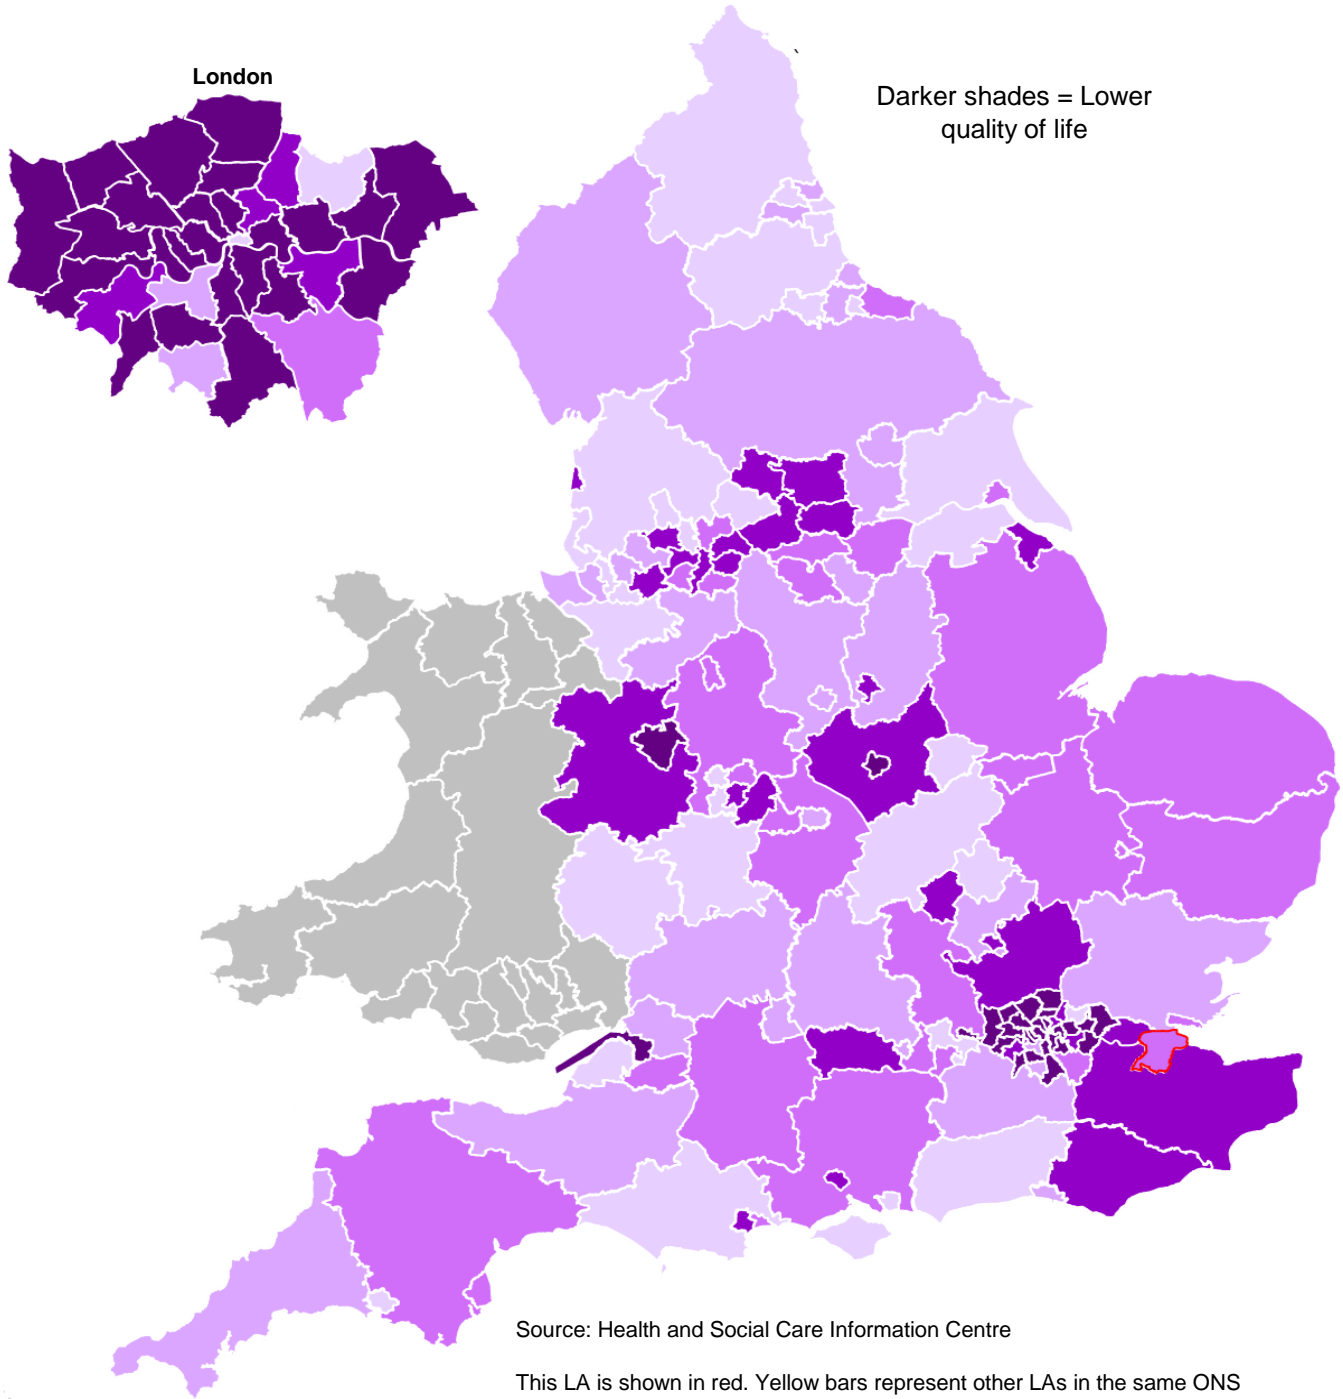 London
`
Darker shades = Lower
quality of life
Source: Health and Social Care Information Centre
This LA is shown in red. Yellow bars represent other LAs in the same ONS